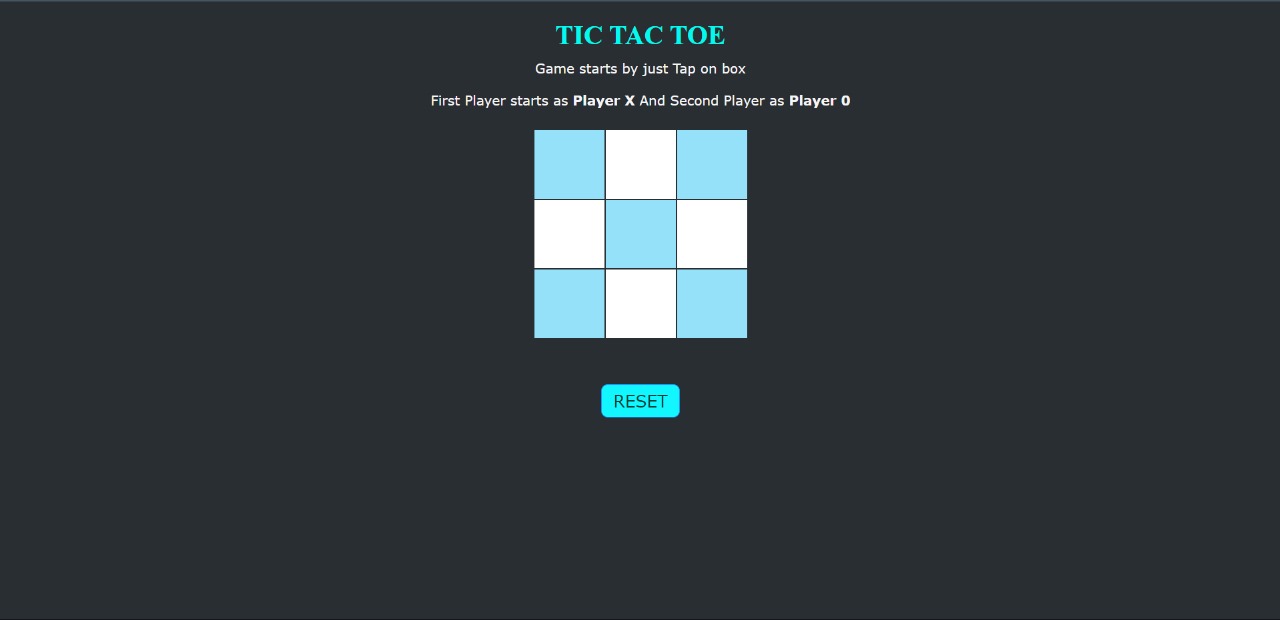 TIC TAC TOE
Game starts by just Tap on box
First Player starts as Player X And Second Player as Player 0
RESET